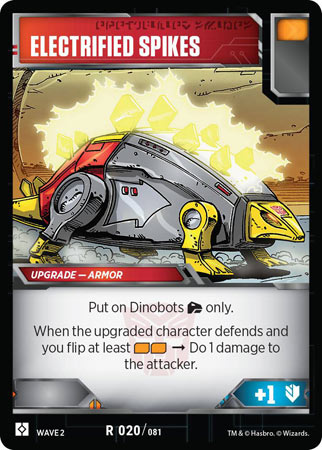 ELECTRIFIED SPIKES
UPGRADE — ARMOR
Put on Dinobots only.
When the upgraded character defends and
you flip at least → Do 1 damage to
the attacker.
+1
WAVE 2 R 020/081 TM & © Hasbro. © Wizards.